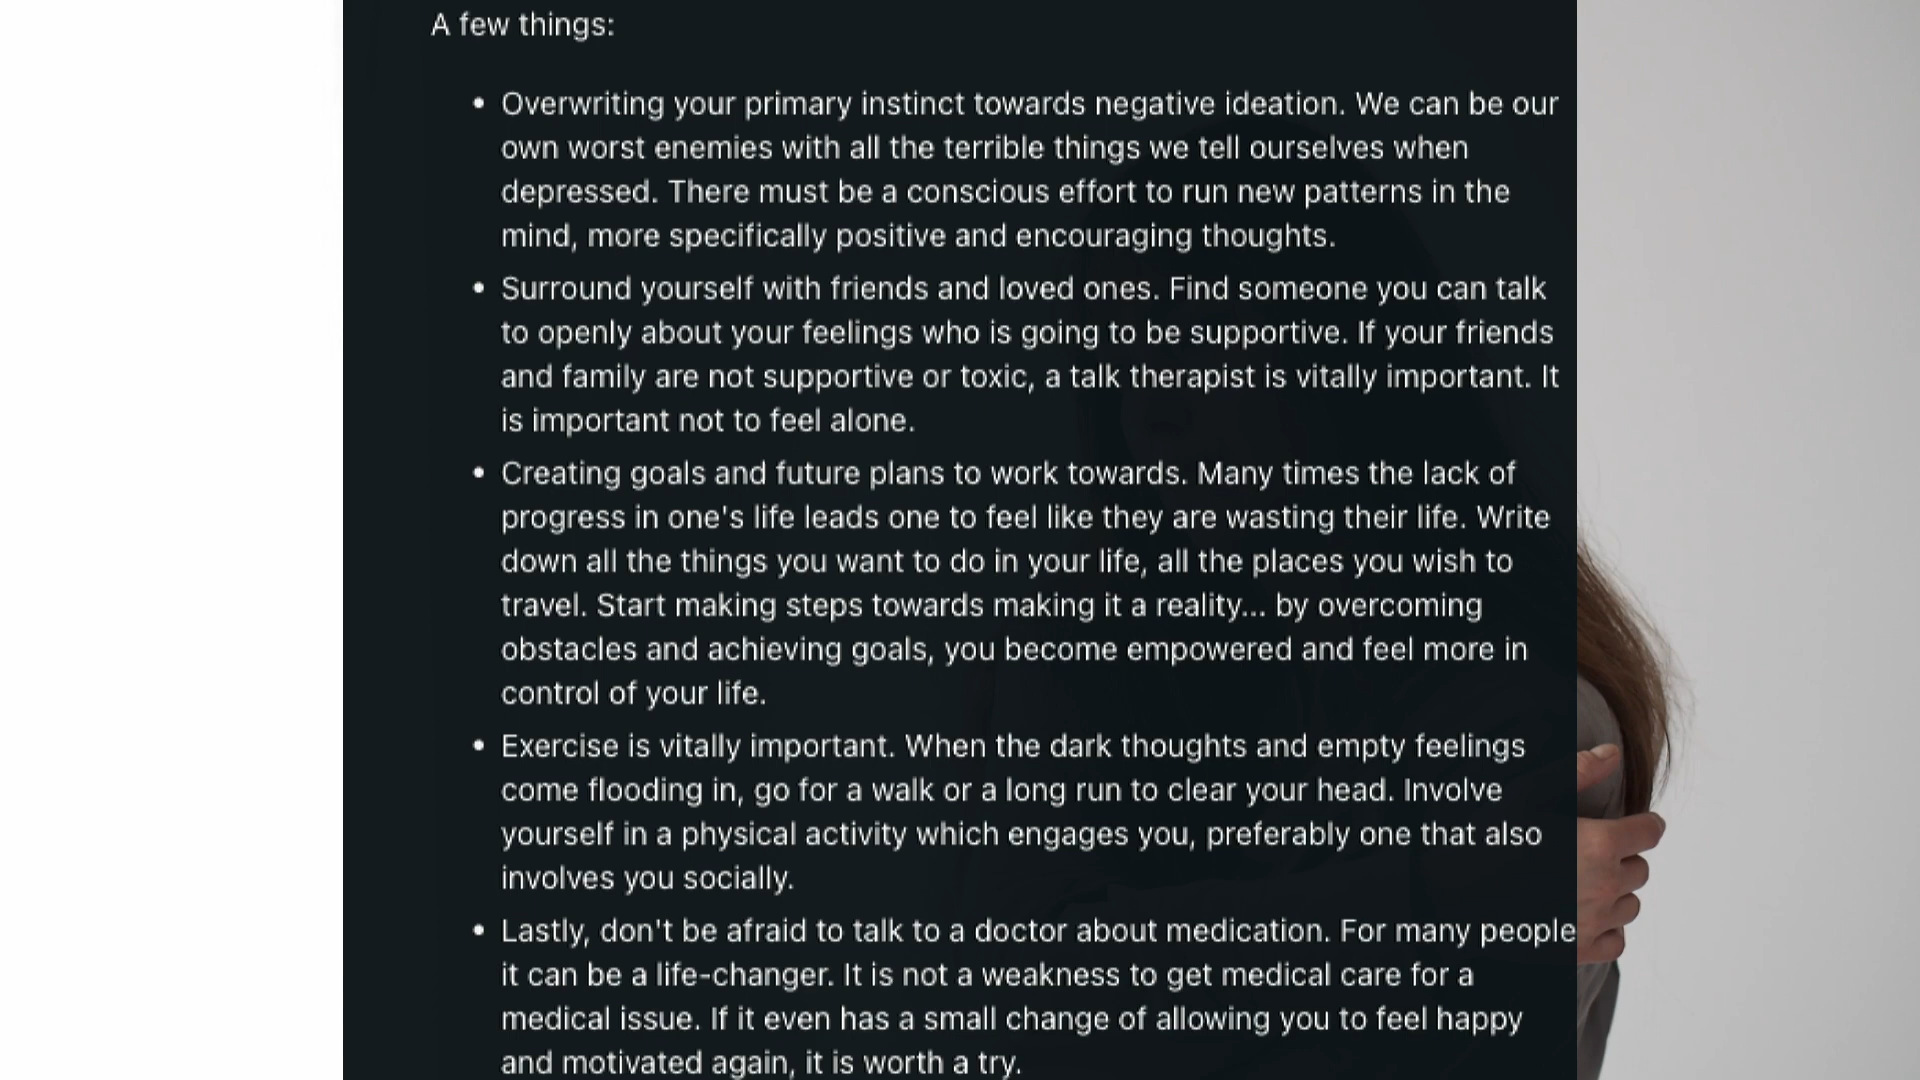 A few things:
• Overwriting your primary instinct towards negative ideation. We can be our
own worst enemies with all the terrible things we tell ourselves when
depressed. There must be a conscious effort to run new patterns in the
mind, more specifically positive and encouraging thoughts.
• Surround yourself with friends and loved ones. Find someone you can talk
to openly about your feelings who is going to be supportive. If your friends
and family are not supportive or toxic, a talk therapist is vitally important. It
is important not to feel alone.
• Creating goals and future plans to work towards. Many times the lack of
progress in one's life leads one to feel like they are wasting their life. Write
down all the things you want to do in your life, all the places you wish to
travel. Start making steps towards making it a reality... by overcoming
obstacles and achieving goals, you become empowered and feel more in
control of your life.
• Exercise is vitally important. When the dark thoughts and empty feelings
come flooding in, go for a walk or a long run to clear your head. Involve
yourself in a physical activity which engages you, preferably one that also
involves you socially.
• Lastly, don't be afraid to talk to a doctor about medication. For many people
it can be a life-changer. It is not a weakness to get medical care for a
medical issue. If it even has a small change of allowing you to feel happy
and motivated again, it is worth a try.